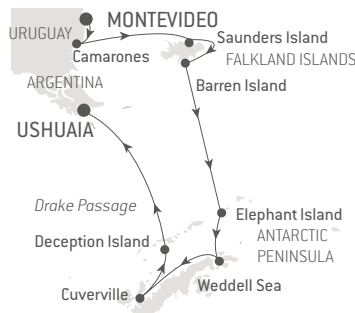 MONTEVIDEO
URUGUAY
Saunders Island
Camarones
FALKLAND ISLANDS
ARGENTINA
Barren Island
USHUAIA
Drake Passage
Elephant Island
Deception Island
ANTARCTIC
PENINSULA
Weddell Sea
Cuverville